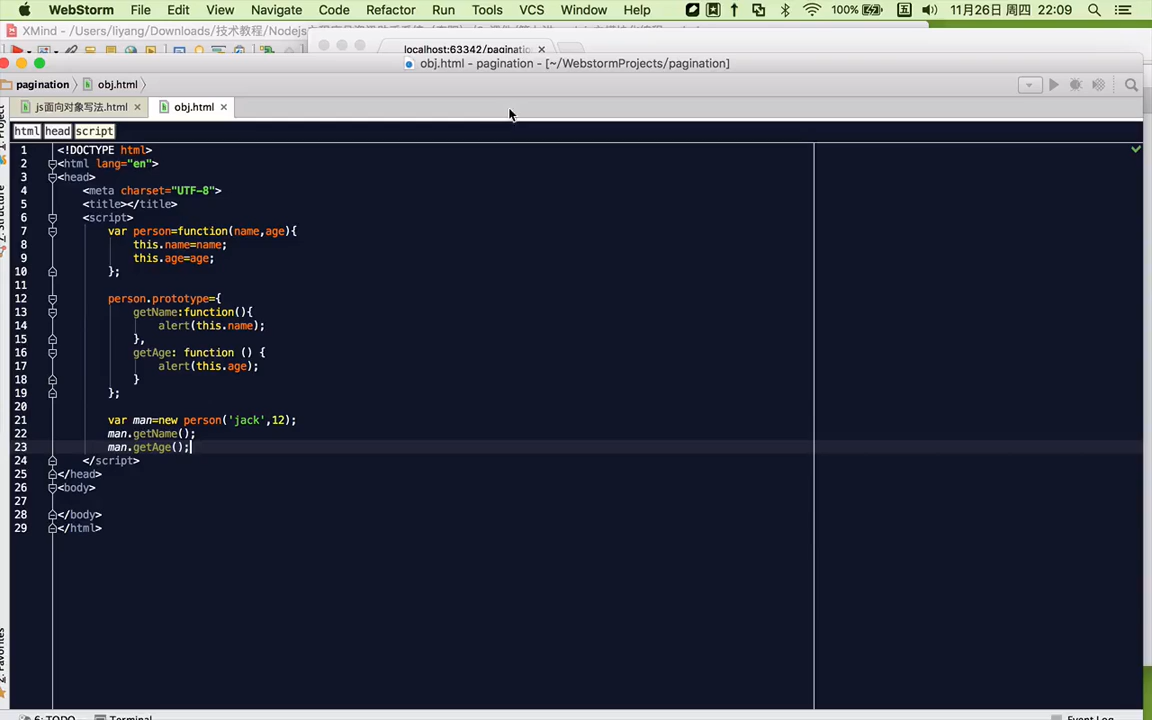 WebStorm File Edit View Navigate Code Refactor Run Tools VCS Window Help 100% 五 11月26日 周四 22:09
XMind - /Users/liyang/Downloads/技术教程/Nodejs
localhost:63342/paginatio
obj.html - pagination - [~/WebstormProjects/pagination]
pagination obj.html
js面向对象写法.html obj.html
html head script
1 <!DOCTYPE html>
2 <html lang="en">
3 <head>
4 <meta charset="UTF-8">
5 <title></title>
6 <script>
7 var person=function(name,age){
8 this.name=name;
9 this.age=age;
10 };
11
12 person.prototype={
13 getName:function(){
14 alert(this.name);
15 },
16 getAge: function () {
17 alert(this.age);
18 }
19 };
20
21 var man=new person('jack',12);
22 man.getName();
23 man.getAge();
24 </script>
25 </head>
26 <body>
27
28 </body>
29 </html>
1: Project
7: Structure
2: Favorites
6: TODO Terminal Event Log